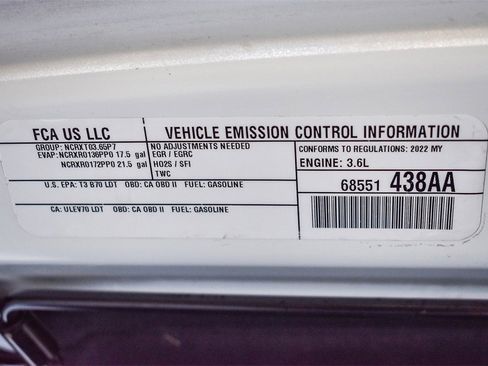 FCA US LLC
VEHICLE EMISSION CONTROL INFORMATION
GROUP: NCRXT03.65P7
EVAP: NCRXR0136PP0 17.5 gal
NCRXR0172PP0 21.5 gal
NO ADJUSTMENTS NEEDED
EGR / EGRC
HO2S / SFI
TWC
CONFORMS TO REGULATIONS: 2022 MY
ENGINE: 3.6L
U.S. EPA: T3 B70 LDT OBD: CA OBD II FUEL: GASOLINE
68551 438AA
CA: ULEV70 LDT OBD: CA OBD II FUEL: GASOLINE